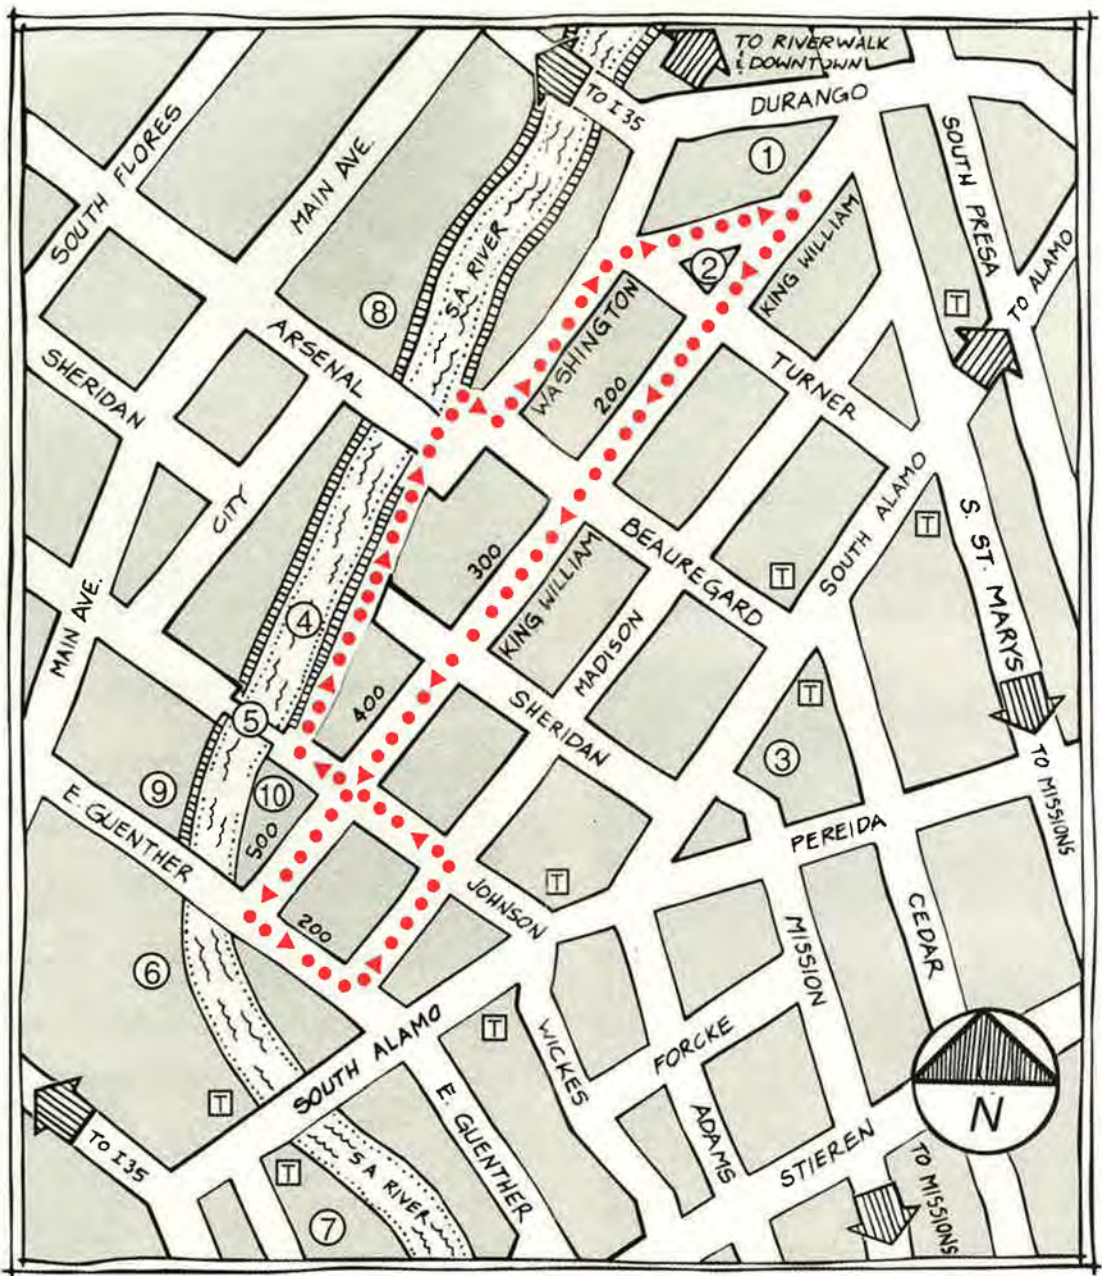 TO RIVERWALK
& DOWNTOWN
TO I35
DURANGO
1
SOUTH FLORES
MAIN AVE.
SOUTH PRESA
KING WILLIAM
TO ALAMO
2
S.A. RIVER
8
T
WASHINGTON
200
ARSENAL
TURNER
SHERIDAN
CITY
SOUTH ALAMO
T
S. ST. MARYS
BEAUREGARD
300
KING WILLIAM
T
MAIN AVE.
4
MADISON
T
400
SHERIDAN
5
3
TO MISSIONS
9
10
E. GUENTHER
500
PEREIDA
T
JOHNSON
200
CEDAR
MISSION
6
T
SOUTH ALAMO
WICKES
FORCKE
T
E. GUENTHER
ADAMS
N
TO I35
STIEREN
T
S A RIVER
7
TO MISSIONS